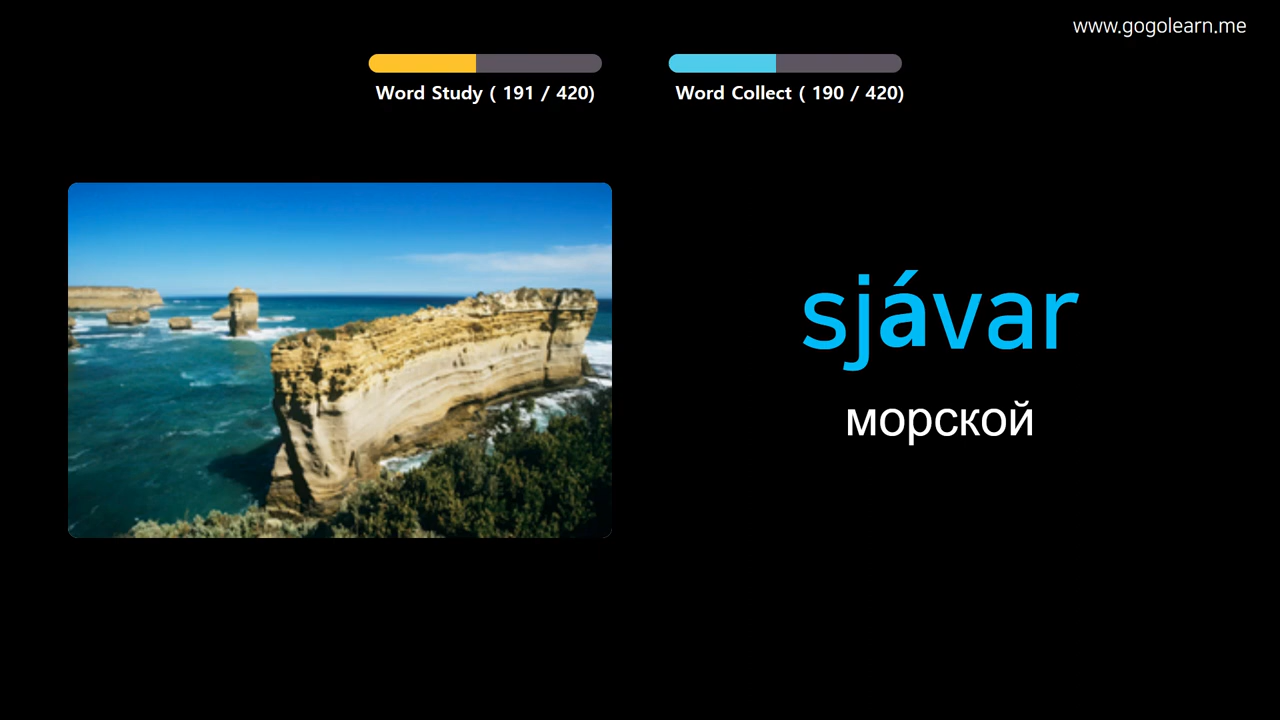 www.gogolearn.me
Word Study ( 191 / 420)
Word Collect ( 190 / 420)
sjávar
морской